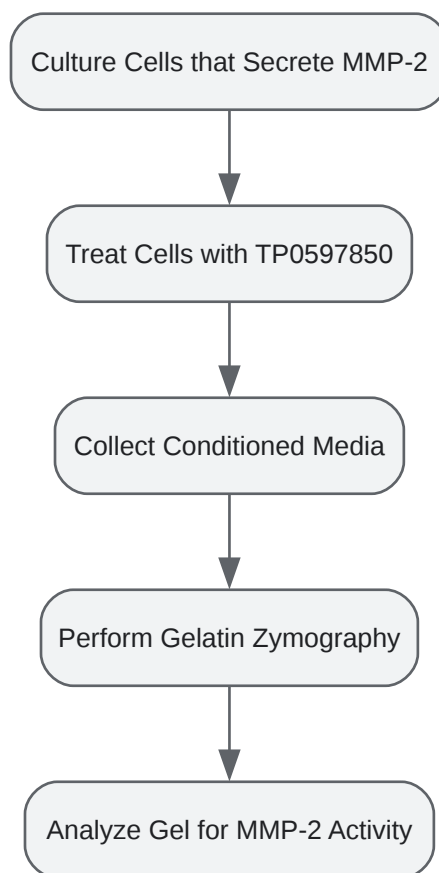 Culture Cells that Secrete MMP-2
Treat Cells with TP0597850
Collect Conditioned Media
Perform Gelatin Zymography
Analyze Gel for MMP-2 Activity